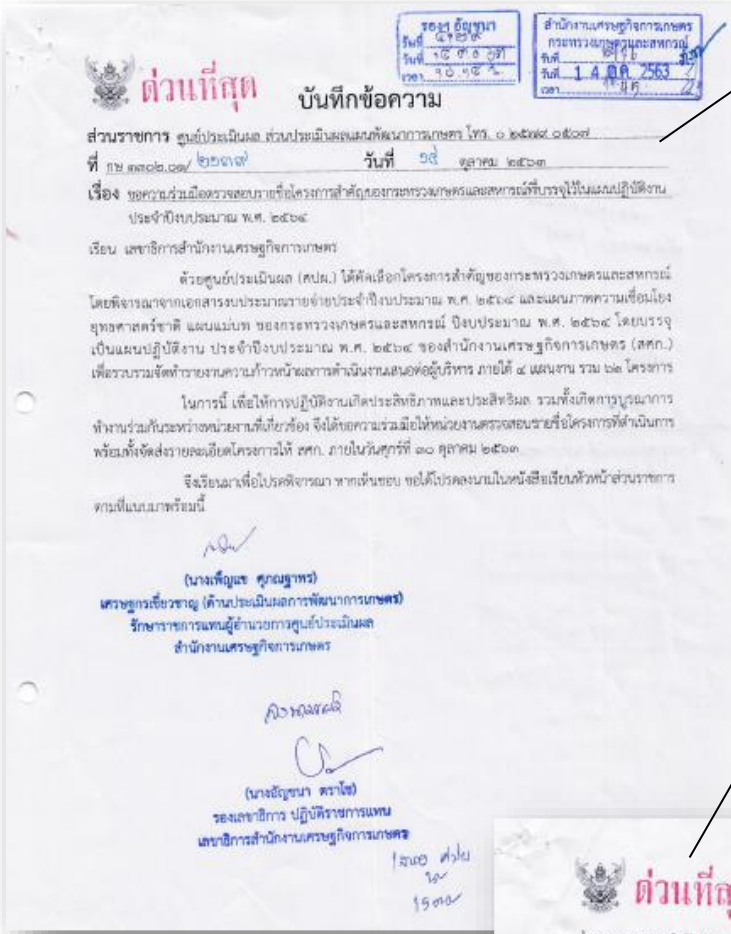 รองฯ อัญชนา
วันที่
เวลา
สำนักงานเศรษฐกิจการเกษตร
กระทรวงเกษตรและสหกรณ์
รับที่
วันที่ 14 ต.ค. 2563
เวลา
ด่วนที่สุด
บันทึกข้อความ
ส่วนราชการ ศูนย์ประเมินผล ส่วนประเมินผลแผนพัฒนาการเกษตร โทร. ๐ ๒๕๗๙ ๐๕๐๗
ที่ กษ ๑๓๐๒.๐๑/ วันที่ ๑๔ ตุลาคม ๒๕๖๓
เรื่อง ขอความร่วมมือตรวจสอบรายชื่อโครงการสำคัญของกระทรวงเกษตรและสหกรณ์ที่บรรจุไว้ในแผนปฏิบัติงาน
ประจำปีงบประมาณ พ.ศ. ๒๕๖๔
เรียน เลขาธิการสำนักงานเศรษฐกิจการเกษตร
ด้วยศูนย์ประเมินผล (ศปผ.) ได้คัดเลือกโครงการสำคัญของกระทรวงเกษตรและสหกรณ์
โดยพิจารณาจากเอกสารงบประมาณรายจ่ายประจำปีงบประมาณ พ.ศ. ๒๕๖๔ และแผนภาพความเชื่อมโยง
ยุทธศาสตร์ชาติ แผนแม่บท ของกระทรวงเกษตรและสหกรณ์ ปีงบประมาณ พ.ศ. ๒๕๖๔ โดยบรรจุ
เป็นแผนปฏิบัติงาน ประจำปีงบประมาณ พ.ศ. ๒๕๖๔ ของสำนักงานเศรษฐกิจการเกษตร (สศก.)
เพื่อรวบรวมจัดทำรายงานความก้าวหน้าผลการดำเนินงานเสนอต่อผู้บริหาร ภายใต้ ๔ แผนงาน รวม ๖๒ โครงการ
ในการนี้ เพื่อให้การปฏิบัติงานเกิดประสิทธิภาพและประสิทธิผล รวมทั้งเกิดการบูรณาการ
ทำงานร่วมกันระหว่างหน่วยงานที่เกี่ยวข้อง จึงได้ขอความร่วมมือให้หน่วยงานตรวจสอบรายชื่อโครงการที่ดำเนินการ
พร้อมทั้งจัดส่งรายละเอียดโครงการให้ สศก. ภายในวันศุกร์ที่ ๓๐ ตุลาคม ๒๕๖๓
จึงเรียนมาเพื่อโปรดพิจารณา หากเห็นชอบ ขอได้โปรดลงนามในหนังสือเรียนหัวหน้าส่วนราชการ
ตามที่แนบมาพร้อมนี้
(นางเพ็ญแข ศุภณฐาพร)
เศรษฐกรเชี่ยวชาญ (ด้านประเมินผลการพัฒนาการเกษตร)
รักษาราชการแทนผู้อำนวยการศูนย์ประเมินผล
สำนักงานเศรษฐกิจการเกษตร
(นางอัญชนา ตราโช)
รองเลขาธิการ ปฏิบัติราชการแทน
เลขาธิการสำนักงานเศรษฐกิจการเกษตร